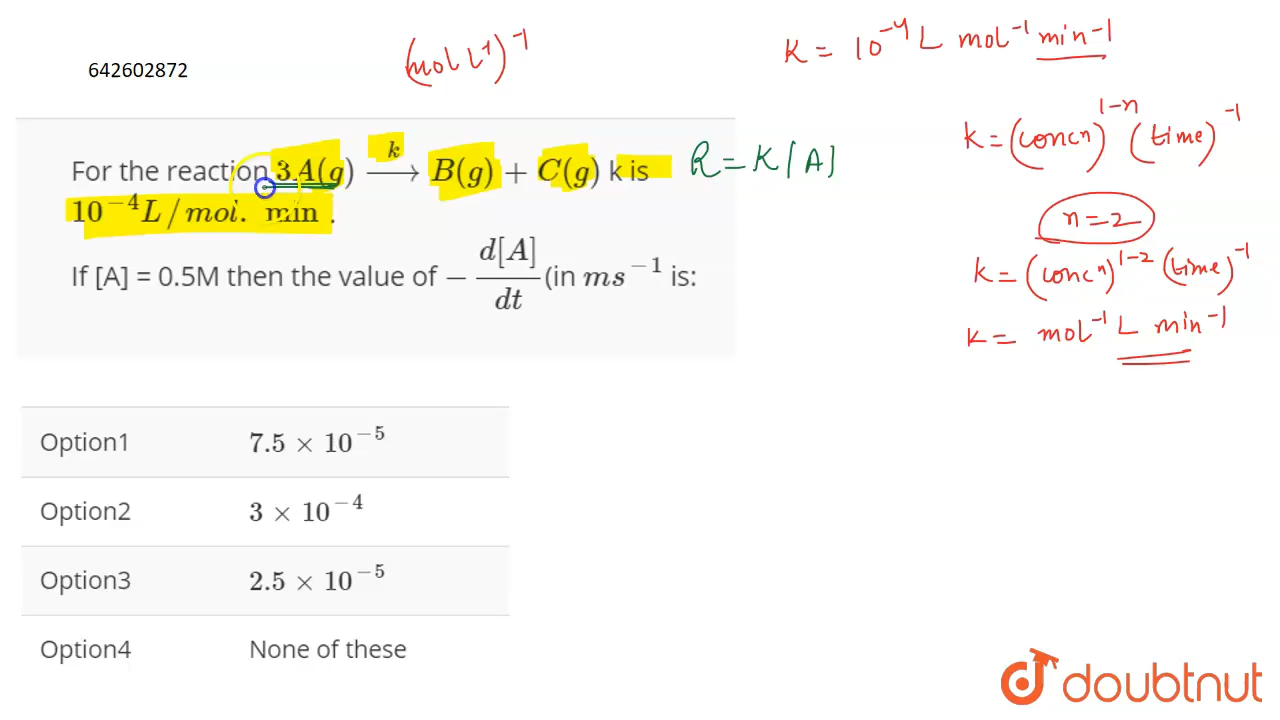 642602872
(mol L⁻¹)⁻¹
K = 10⁻⁴ L mol⁻¹ min⁻¹
K = (concⁿ)¹⁻ⁿ (time)⁻¹
For the reaction 3A(g) —k→ B(g) + C(g) k is
R = K[A]
10⁻⁴L/mol. min .
n = 2
If [A] = 0.5M then the value of −d[A]/dt (in ms⁻¹ is:
K = (concⁿ)¹⁻² (time)⁻¹
K = mol⁻¹ L min⁻¹
Option1 7.5 × 10⁻⁵
Option2 3 × 10⁻⁴
Option3 2.5 × 10⁻⁵
Option4 None of these
doubtnut